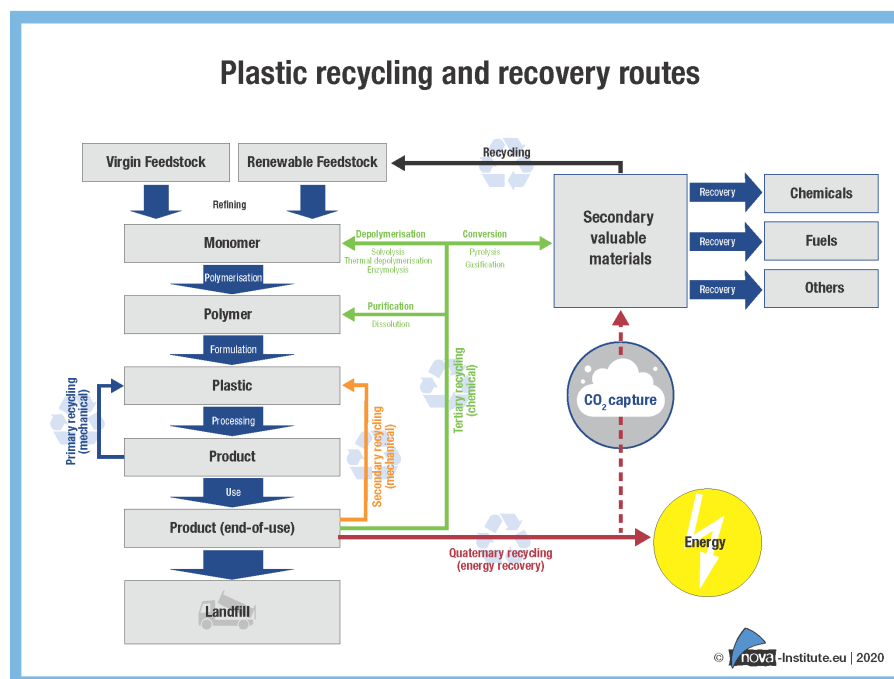 Plastic recycling and recovery routes
Virgin Feedstock
Renewable Feedstock
Recycling
Refining
Monomer
Depolymerisation
Solvolysis
Thermal depolymerisation
Enzymolysis
Conversion
Pyrolysis
Gasification
Secondary
valuable
materials
Recovery
Chemicals
Recovery
Fuels
Recovery
Others
Polymerisation
Polymer
Purification
Dissolution
Formulation
Plastic
Processing
Product
Use
Product (end-of-use)
Landfill
Primary recycling
(mechanical)
Secondary recycling
(mechanical)
Tertiary recycling
(chemical)
CO2 capture
Quaternary recycling
(energy recovery)
Energy
© nova-Institute.eu | 2020